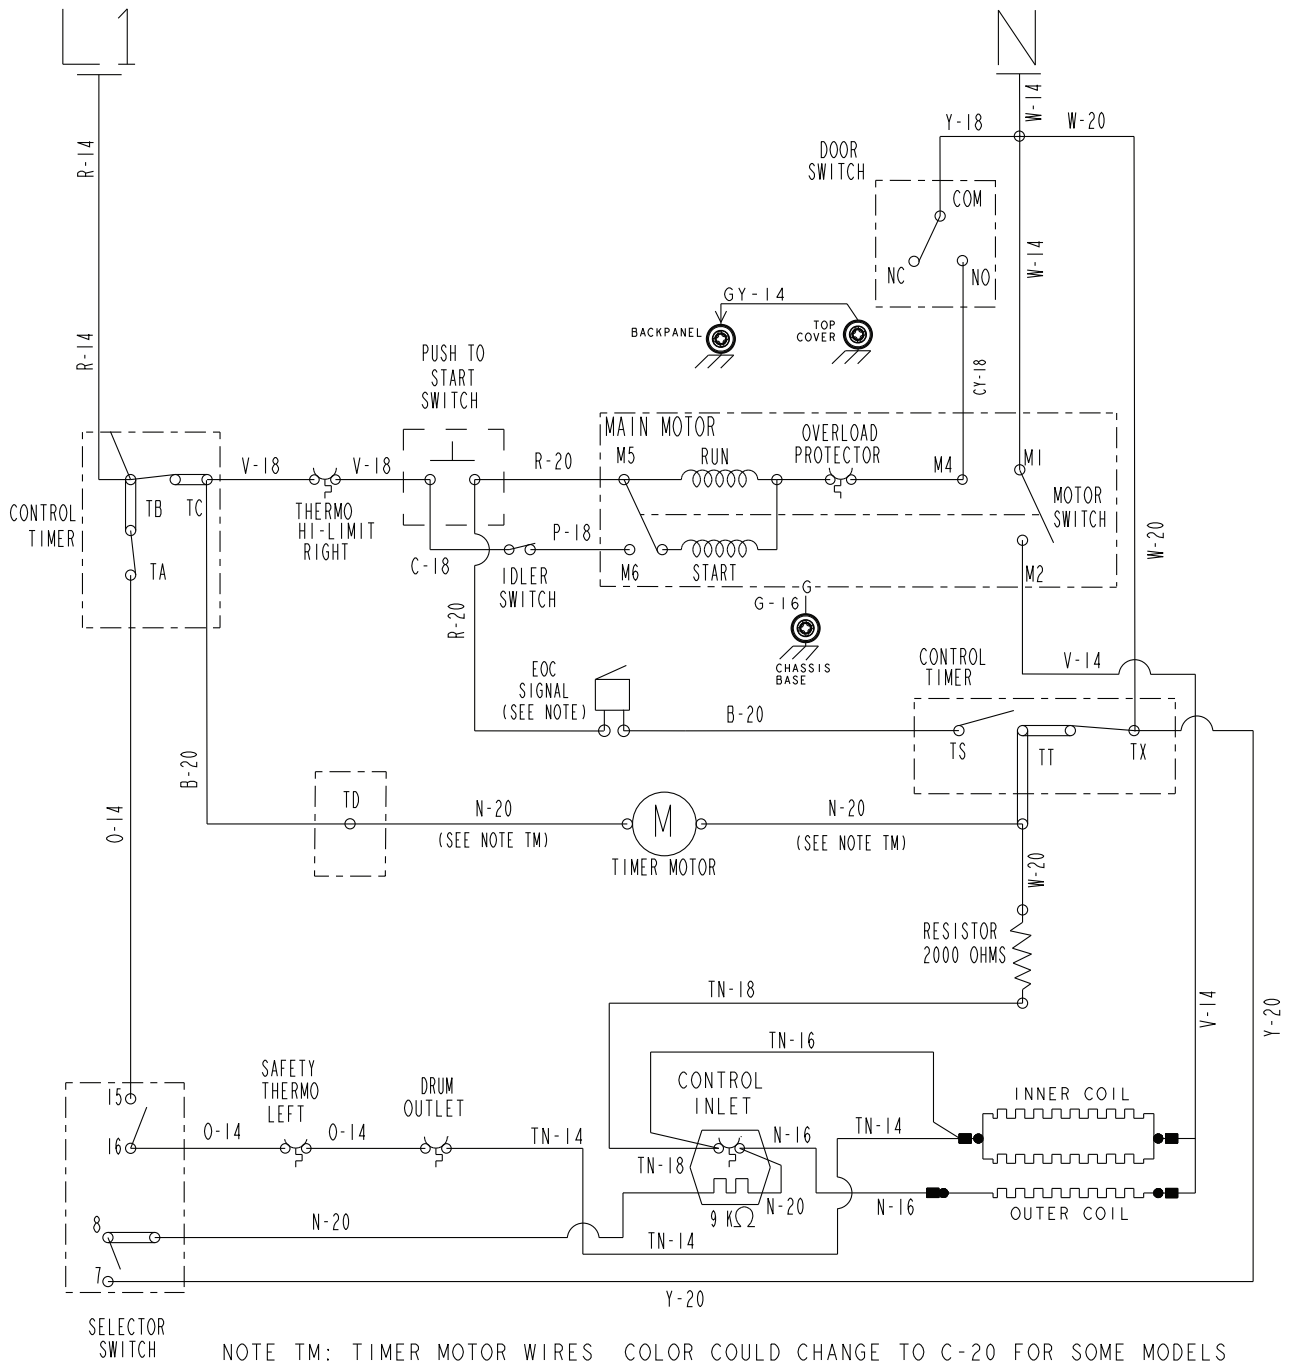 L1
N
W-14
Y-18
W-20
R-14
DOOR
SWITCH
COM
NC
NO
W-14
GY-14
BACKPANEL
TOP
COVER
R-14
PUSH TO
START
SWITCH
CY-18
MAIN MOTOR
OVERLOAD
PROTECTOR
V-18
V-18
R-20
M5
RUN
M4
M1
CONTROL
TIMER
TB
TC
THERMO
HI-LIMIT
RIGHT
MOTOR
SWITCH
TA
C-18
P-18
IDLER
SWITCH
M6
START
M2
W-20
G
G-16
CHASSIS
BASE
R-20
EOC
SIGNAL
(SEE NOTE)
B-20
CONTROL
TIMER
V-14
TS
TT
TX
B-20
O-14
TD
N-20
(SEE NOTE TM)
M
TIMER MOTOR
N-20
(SEE NOTE TM)
W-20
RESISTOR
2000 OHMS
TN-18
V-14
Y-20
TN-16
SAFETY
THERMO
LEFT
DRUM
OUTLET
CONTROL
INLET
INNER COIL
15
16
O-14
O-14
TN-14
N-16
TN-14
TN-18
N-20
9 KΩ
N-16
OUTER COIL
8
N-20
TN-14
7
Y-20
SELECTOR
SWITCH
NOTE TM: TIMER MOTOR WIRES COLOR COULD CHANGE TO C-20 FOR SOME MODELS